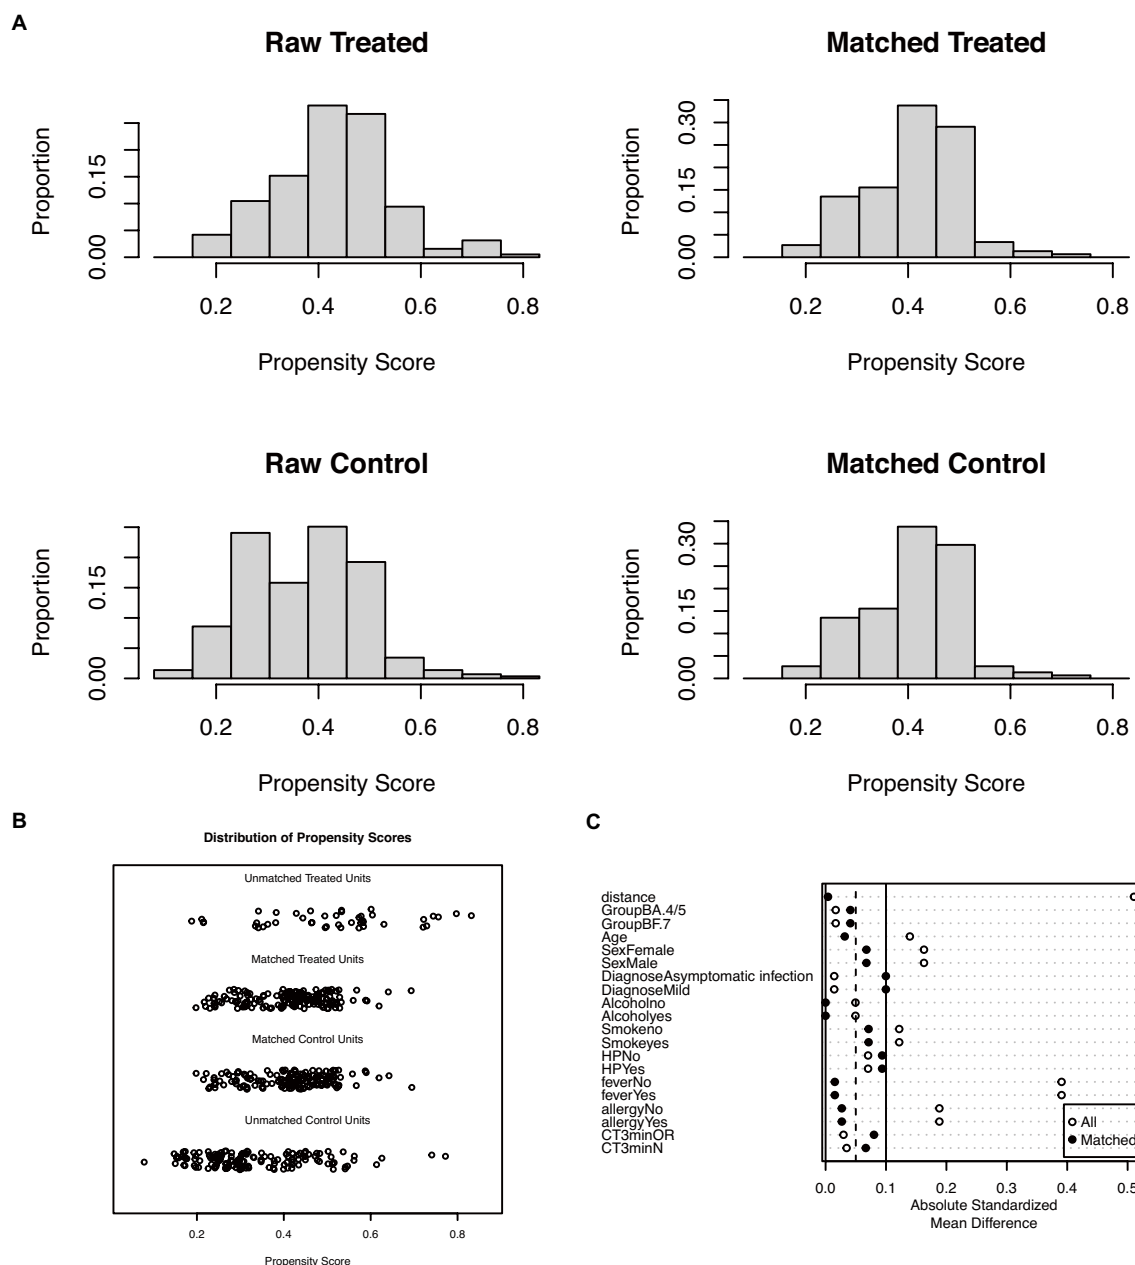 A
Raw Treated
Proportion
0.00
0.15
0.2 0.4 0.6 0.8
Propensity Score
Matched Treated
Proportion
0.00
0.15
0.30
0.2 0.4 0.6 0.8
Propensity Score
Raw Control
Proportion
0.00
0.15
0.2 0.4 0.6 0.8
Propensity Score
Matched Control
Proportion
0.00
0.15
0.30
0.2 0.4 0.6 0.8
Propensity Score
B
Distribution of Propensity Scores
Unmatched Treated Units
Matched Treated Units
Matched Control Units
Unmatched Control Units
0.2 0.4 0.6 0.8
Propensity Score
C
distance
GroupBA.4/5
GroupBF.7
Age
SexFemale
SexMale
DiagnoseAsymptomatic infection
DiagnoseMild
Alcoholno
Alcoholyes
Smokeno
Smokeyes
HPNo
HPYes
feverNo
feverYes
allergyNo
allergyYes
CT3minOR
CT3minN
All
Matched
0.0 0.1 0.2 0.3 0.4 0.5
Absolute Standardized
Mean Difference